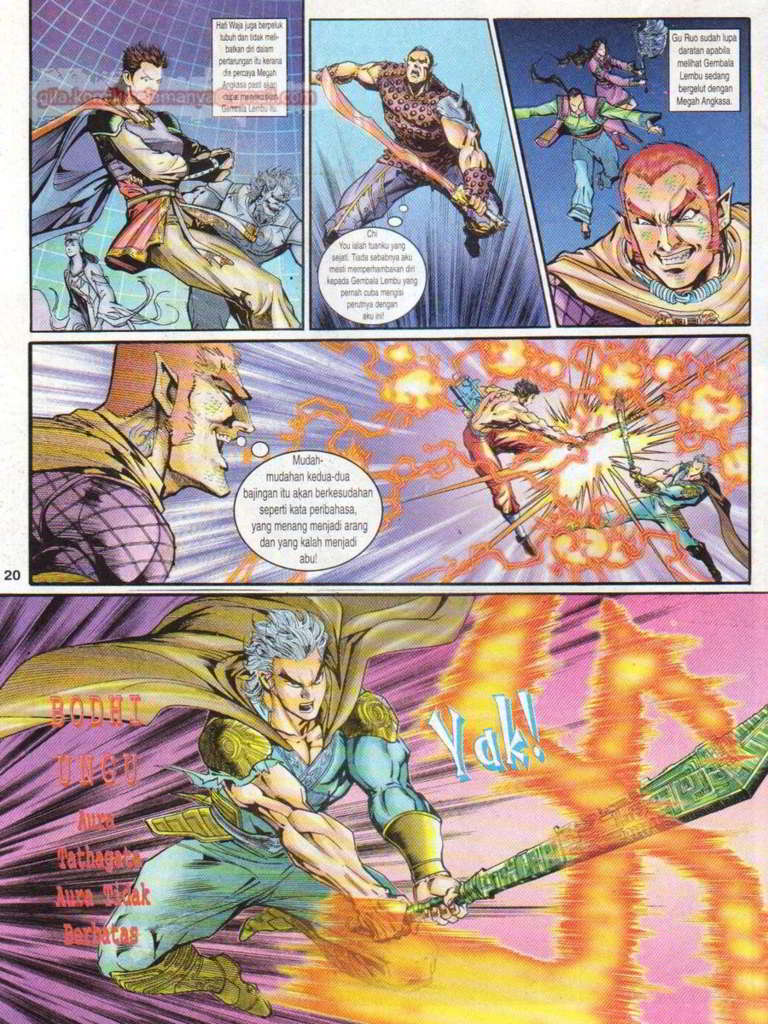 Hati Waja juga berpeluk
tubuh dan tidak meli-
batkan diri dalam
pertarungan itu kerana
dia percaya Megah
Angkasa pasti akan
dapat menewaskan
Gembala Lembu itu.
Chi
You ialah tuanku yang
sejati. Tiada sebabnya aku
mesti memperhambakan diri
kepada Gembala Lembu yang
pernah cuba mengisi
perutnya dengan
aku ini!
Gu Ruo sudah lupa
daratan apabila
melihat Gembala
Lembu sedang
bergelut dengan
Megah Angkasa.
Mudah-
mudahan kedua-dua
bajingan itu akan berkesudahan
seperti kata peribahasa,
yang menang menjadi arang
dan yang kalah menjadi
abu!
20
BODHI
UNGU
Aura
Tathagata
Aura Tidak
Berbatas
Yak!